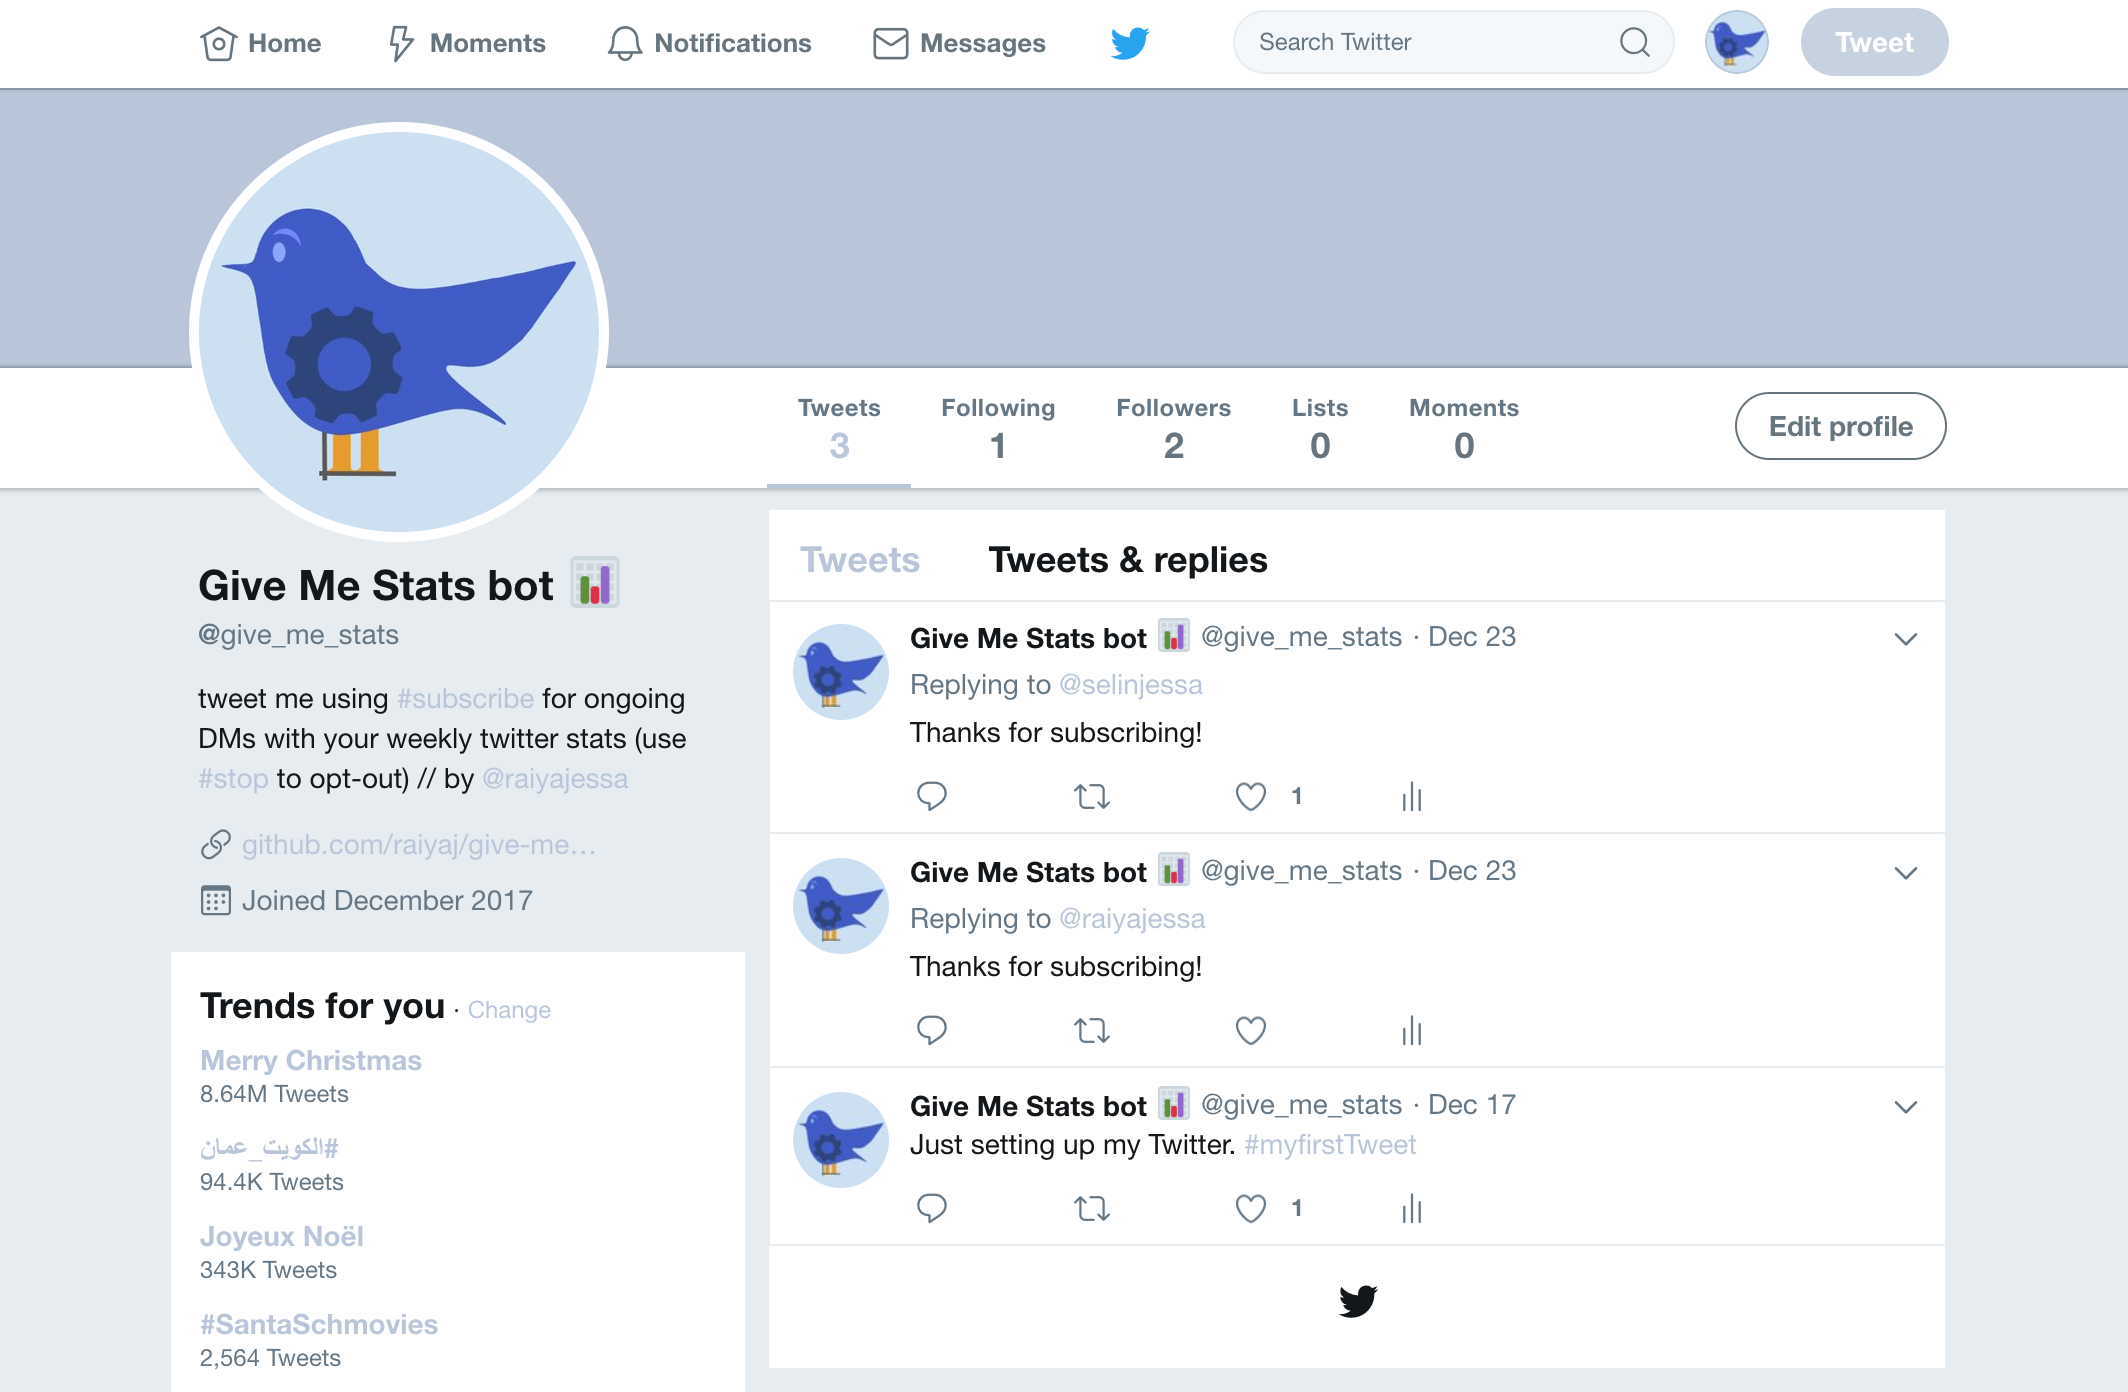 Home Moments Notifications Messages Search Twitter Tweet
Tweets Following Followers Lists Moments
3 1 2 0 0
Edit profile
Give Me Stats bot 📊
@give_me_stats
tweet me using #subscribe for ongoing
DMs with your weekly twitter stats (use
#stop to opt-out) // by @raiyajessa
github.com/raiyaj/give-me…
Joined December 2017
Trends for you · Change
Merry Christmas
8.64M Tweets
#الكويت_عمان
94.4K Tweets
Joyeux Noël
343K Tweets
#SantaSchmovies
2,564 Tweets
Tweets Tweets & replies
Give Me Stats bot 📊 @give_me_stats · Dec 23
Replying to @selinjessa
Thanks for subscribing!
1
Give Me Stats bot 📊 @give_me_stats · Dec 23
Replying to @raiyajessa
Thanks for subscribing!
Give Me Stats bot 📊 @give_me_stats · Dec 17
Just setting up my Twitter. #myfirstTweet
1